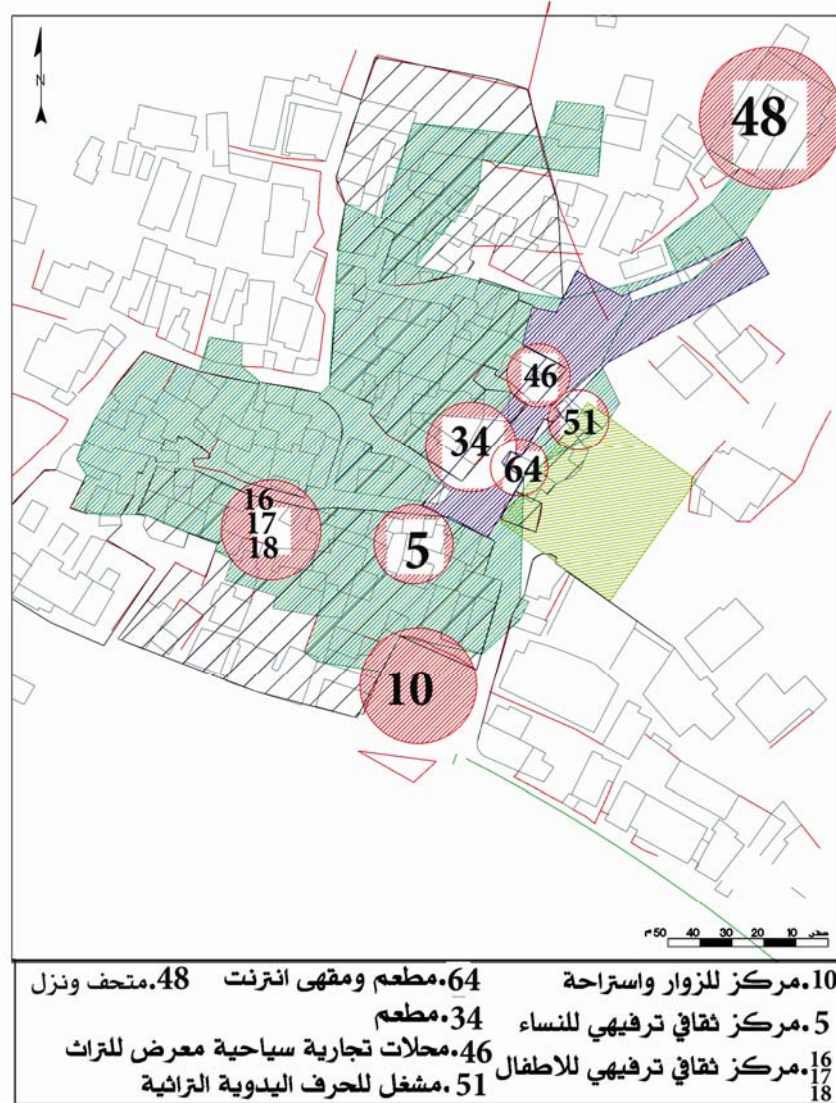 N
48
46
51
34
64
16
17
18
5
10
50م 40 30 20 10 صفر
10.مركز للزوار واستراحة
5.مركز ثقافي ترفيهي للنساء
16
17
18
.مركز ثقافي ترفيهي للاطفال
64.مطعم ومقهى انترنت
34.مطعم
46.محلات تجارية سياحية معرض للتراث
51.مشغل للحرف اليدوية التراثية
48.متحف ونزل